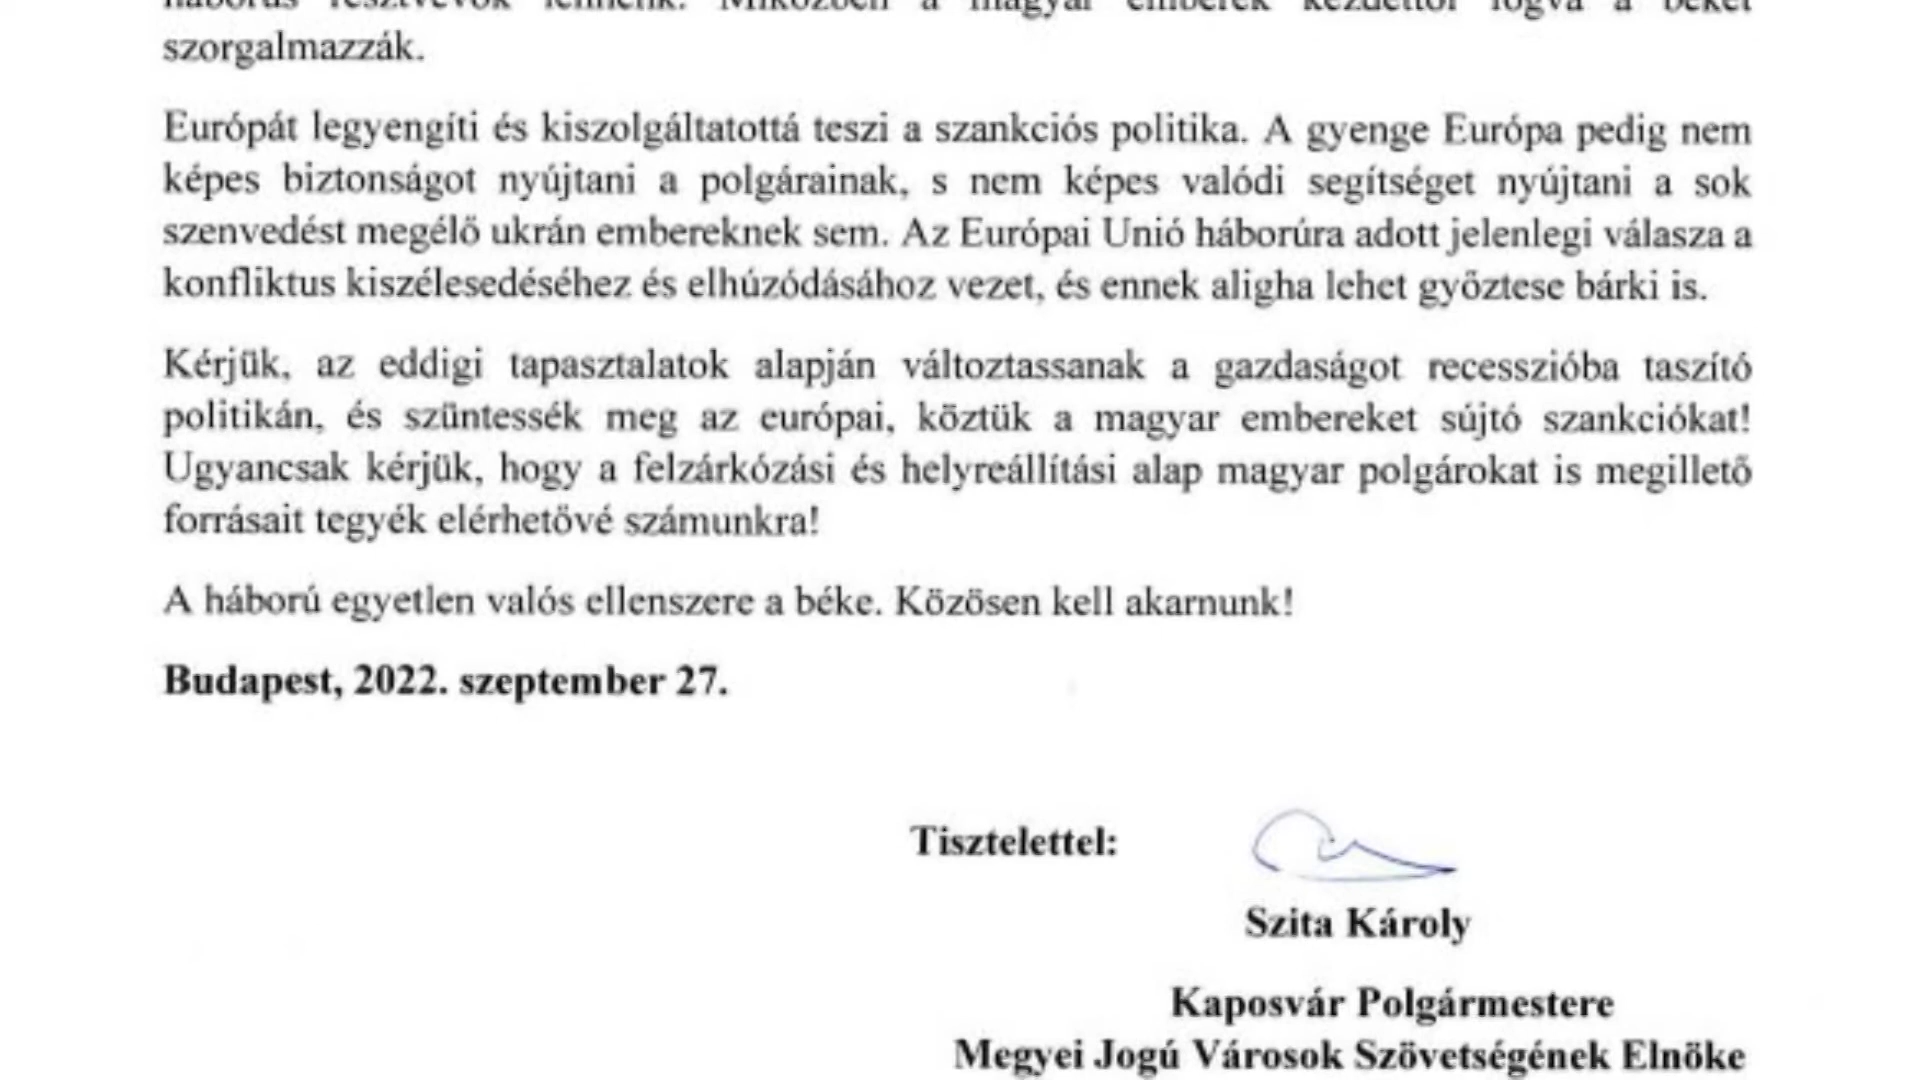 háborús résztvevők lennénk. Miközben a magyar emberek kezdettől fogva a békét
szorgalmazzák.
Európát legyengíti és kiszolgáltatottá teszi a szankciós politika. A gyenge Európa pedig nem
képes biztonságot nyújtani a polgárainak, s nem képes valódi segítséget nyújtani a sok
szenvedést megélő ukrán embereknek sem. Az Európai Unió háborúra adott jelenlegi válasza a
konfliktus kiszélesedéséhez és elhúzódásához vezet, és ennek aligha lehet győztese bárki is.
Kérjük, az eddigi tapasztalatok alapján változtassanak a gazdaságot recesszióba taszító
politikán, és szüntessék meg az európai, köztük a magyar embereket sújtó szankciókat!
Ugyancsak kérjük, hogy a felzárkózási és helyreállítási alap magyar polgárokat is megillető
forrásait tegyék elérhetővé számunkra!
A háború egyetlen valós ellenszere a béke. Közösen kell akarnunk!
Budapest, 2022. szeptember 27.
Tisztelettel:
Szita Károly
Kaposvár Polgármestere
Megyei Jogú Városok Szövetségének Elnöke